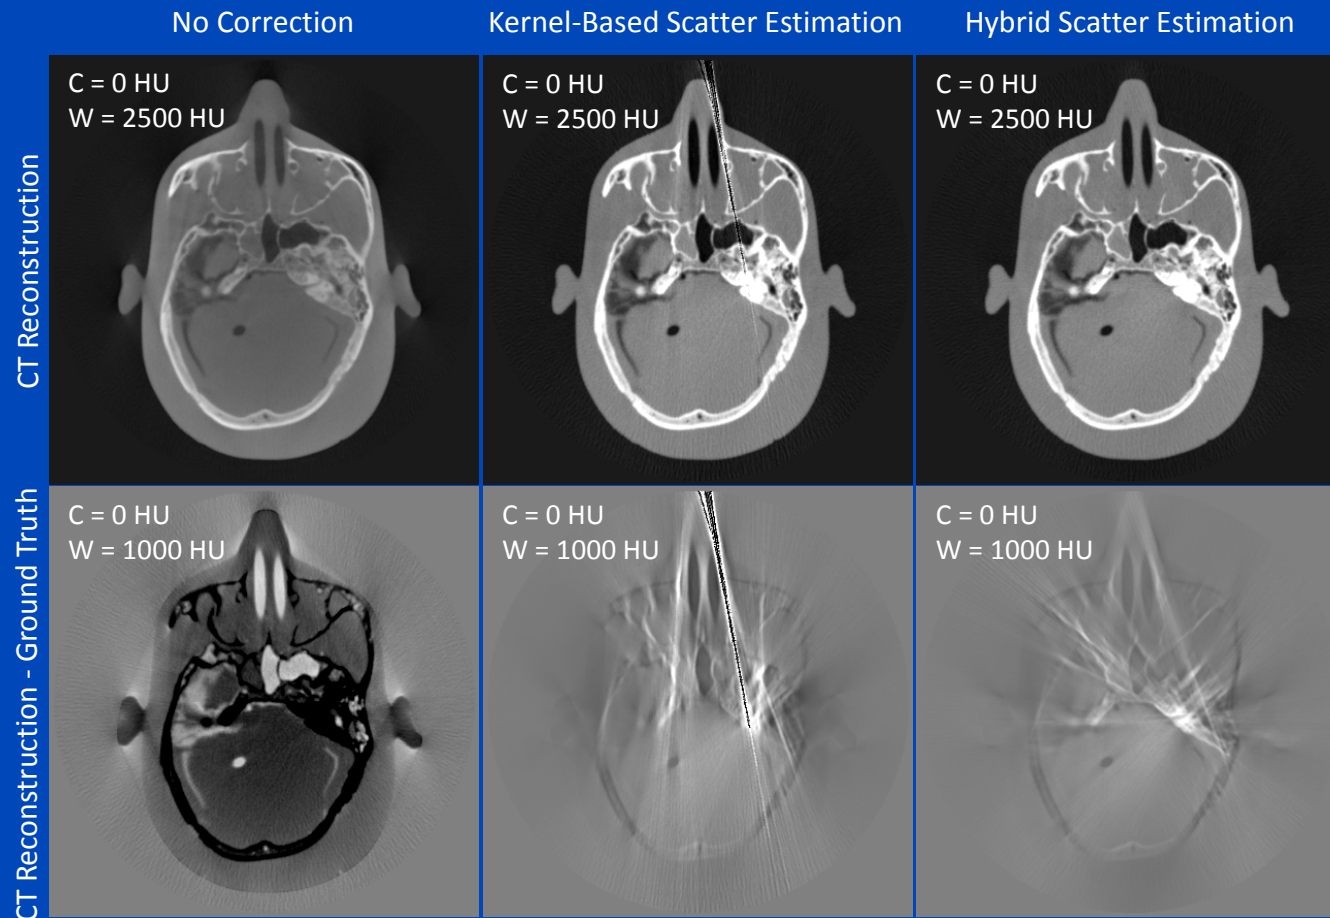 No Correction
Kernel-Based Scatter Estimation
Hybrid Scatter Estimation
CT Reconstruction
C = 0 HU
W = 2500 HU
C = 0 HU
W = 2500 HU
C = 0 HU
W = 2500 HU
CT Reconstruction - Ground Truth
C = 0 HU
W = 1000 HU
C = 0 HU
W = 1000 HU
C = 0 HU
W = 1000 HU